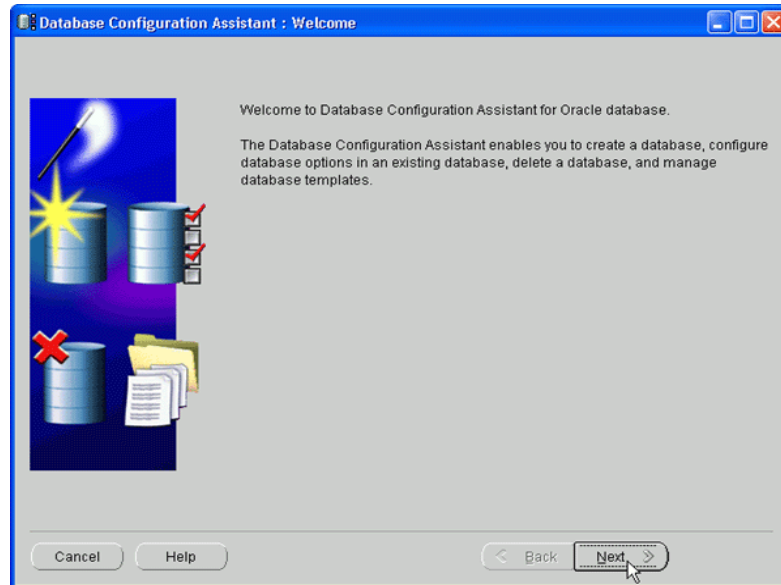 Database Configuration Assistant : Welcome
Welcome to Database Configuration Assistant for Oracle database.
The Database Configuration Assistant enables you to create a database, configure
database options in an existing database, delete a database, and manage
database templates.
Cancel
Help
Back
Next